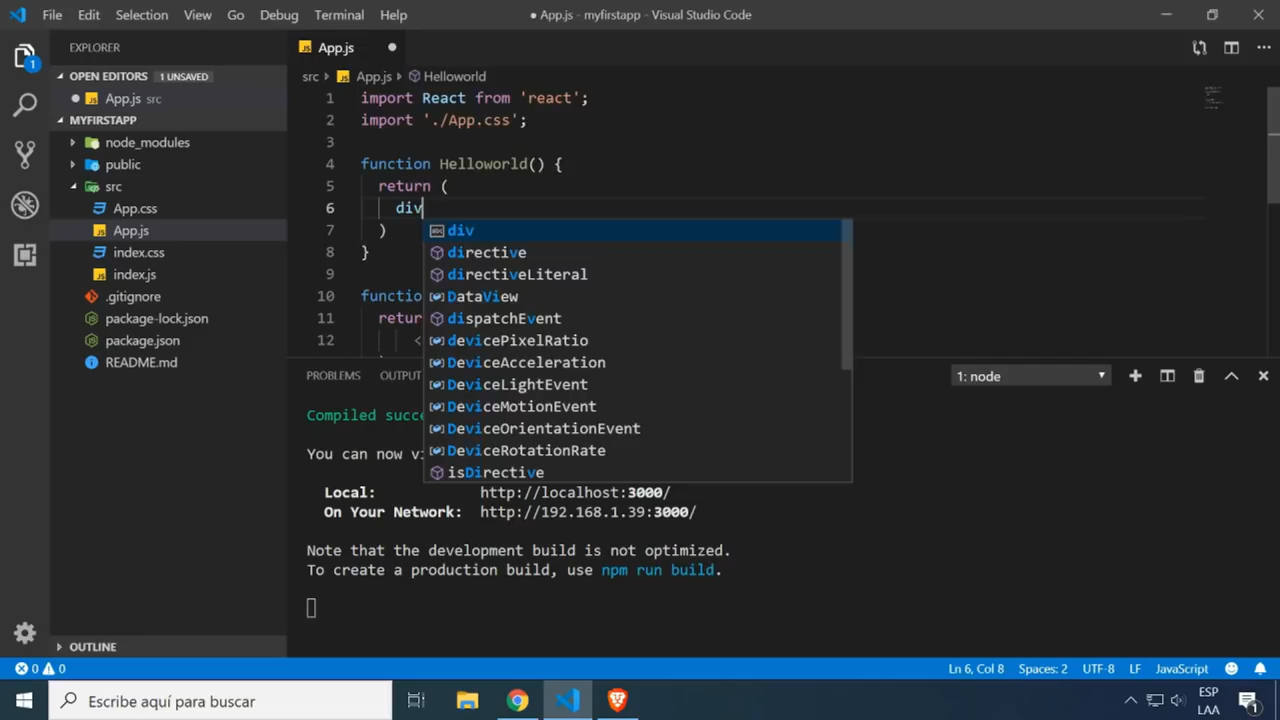 File Edit Selection View Go Debug Terminal Help
● App.js - myfirstapp - Visual Studio Code
EXPLORER
OPEN EDITORS 1 UNSAVED
App.js src
MYFIRSTAPP
node_modules
public
src
App.css
App.js
index.css
index.js
.gitignore
package-lock.json
package.json
README.md
OUTLINE
1
App.js
src App.js Helloworld
1 import React from 'react';
2 import './App.css';
3
4 function Helloworld() {
5 return (
6 div
7 )
8 }
9
10 functio
11 retur
12 <
div
directive
directiveLiteral
DataView
dispatchEvent
devicePixelRatio
DeviceAcceleration
DeviceLightEvent
DeviceMotionEvent
DeviceOrientationEvent
DeviceRotationRate
isDirective
PROBLEMS OUTPUT
1: node
Compiled succe
You can now vi
Local: http://localhost:3000/
On Your Network: http://192.168.1.39:3000/
Note that the development build is not optimized.
To create a production build, use npm run build.
0 0
Ln 6, Col 8 Spaces: 2 UTF-8 LF JavaScript
Escribe aquí para buscar
ESP
LAA
1